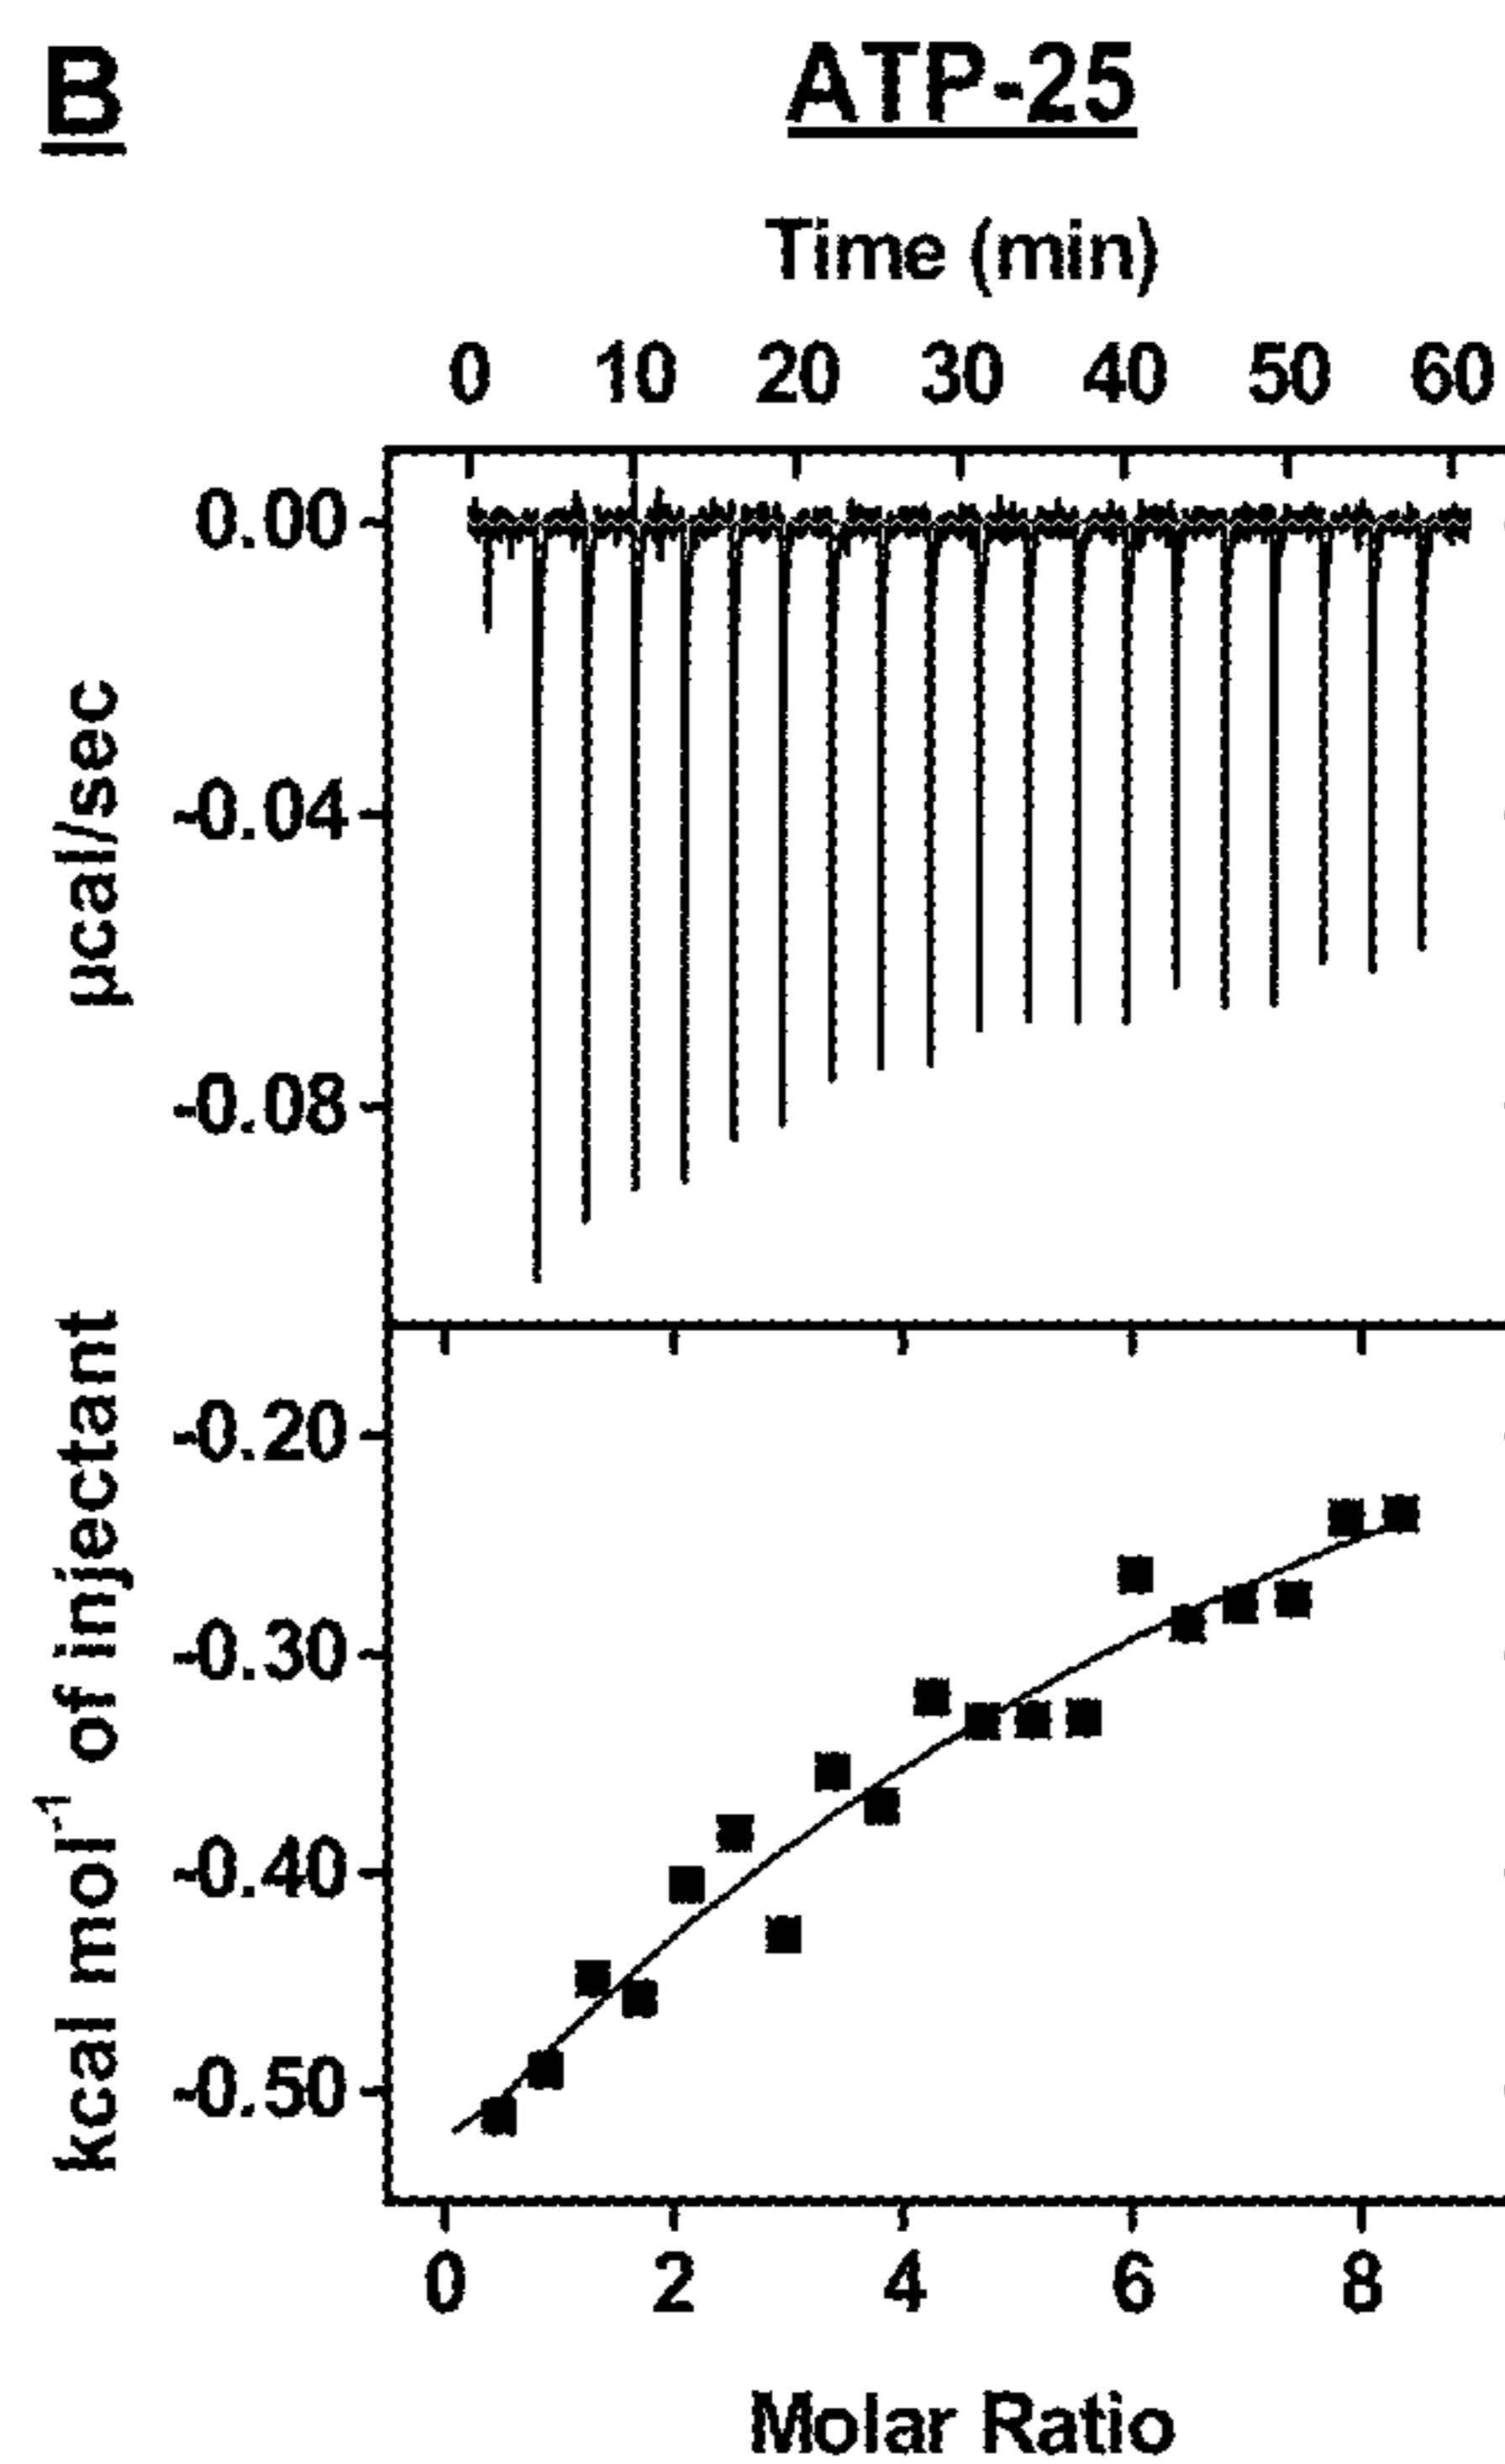 B
ATP-25
Time (min)
0 10 20 30 40 50 60
0.00
-0.04
-0.08
µcal/sec
-0.20
-0.30
-0.40
-0.50
kcal mol⁻¹ of injectant
0 2 4 6 8
Molar Ratio